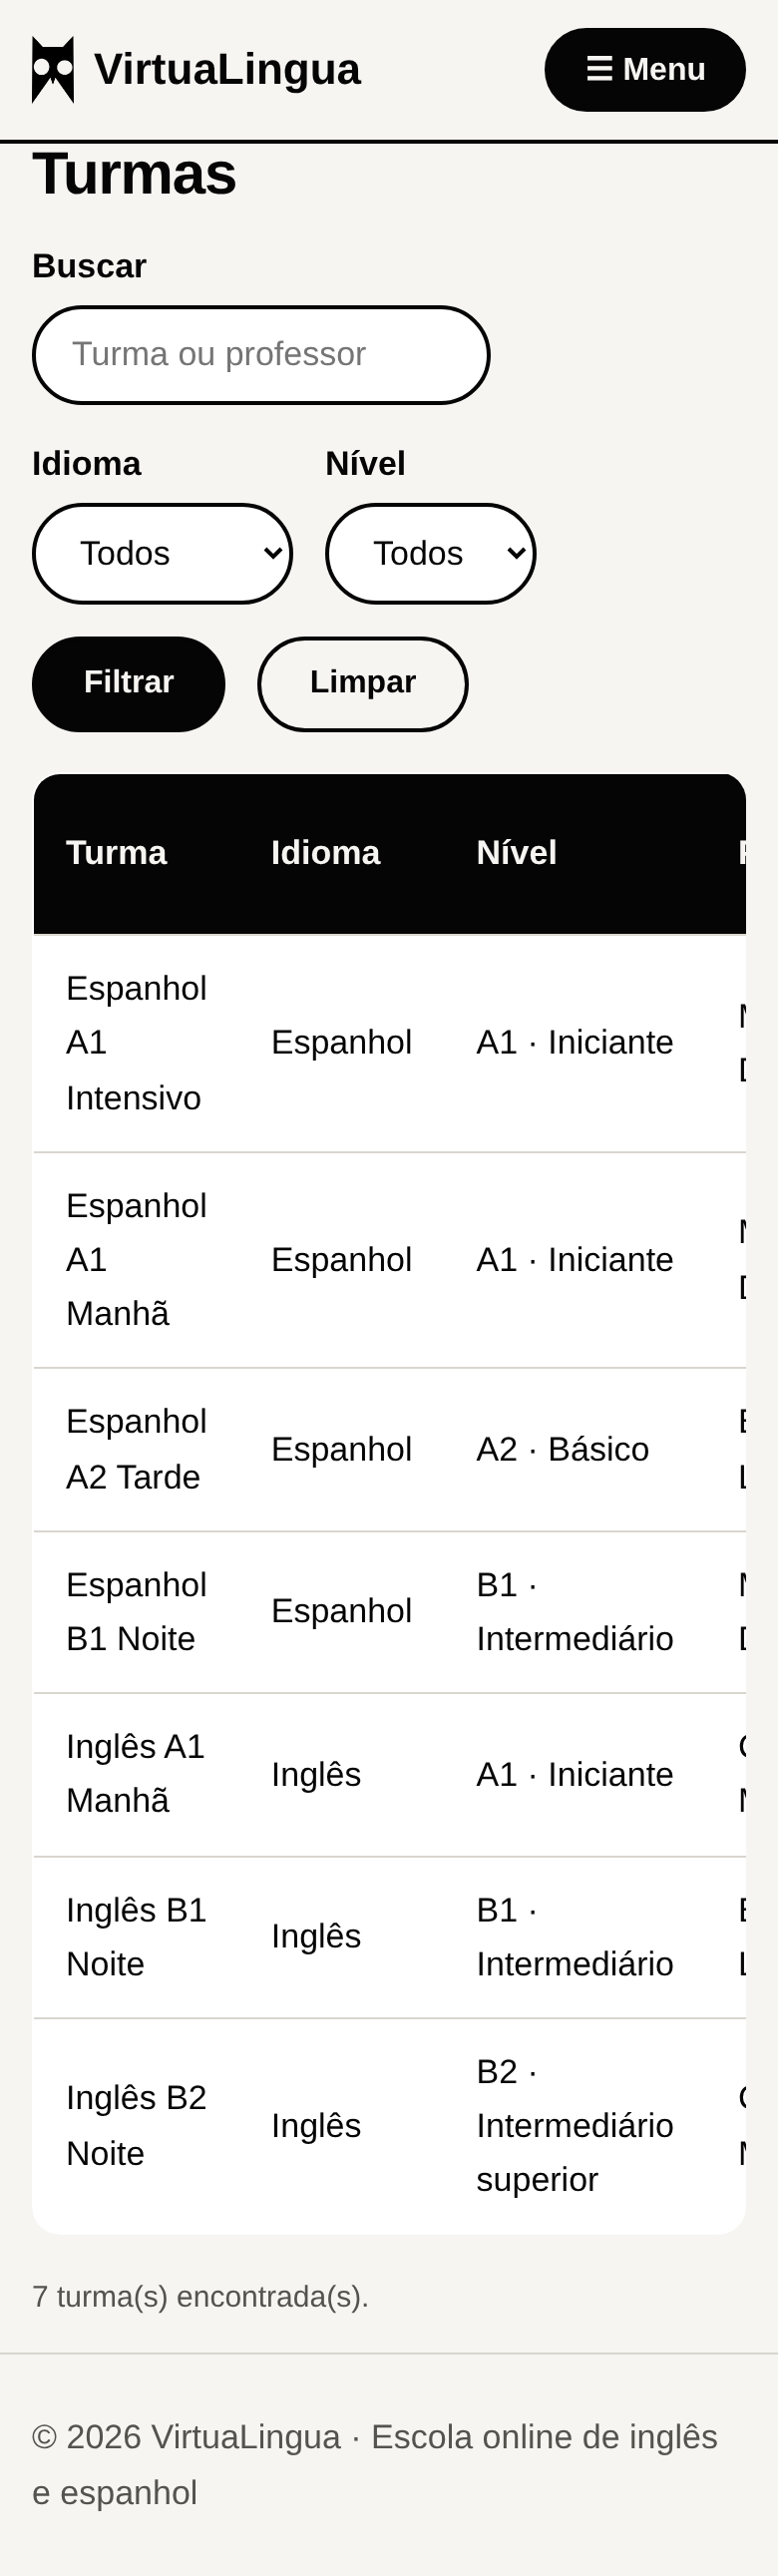 VirtuaLingua
☰ Menu
Turmas
Buscar
Turma ou professor
Idioma Nível
Todos Todos
Filtrar Limpar
Turma Idioma Nível
Espanhol
A1
Intensivo
Espanhol
A1 · Iniciante
Espanhol
A1
Manhã
Espanhol
A1 · Iniciante
Espanhol
A2 Tarde
Espanhol
A2 · Básico
Espanhol
B1 Noite
Espanhol
B1 ·
Intermediário
Inglês A1
Manhã
Inglês
A1 · Iniciante
Inglês B1
Noite
Inglês
B1 ·
Intermediário
Inglês B2
Noite
Inglês
B2 ·
Intermediário
superior
7 turma(s) encontrada(s).
© 2026 VirtuaLingua · Escola online de inglês
e espanhol